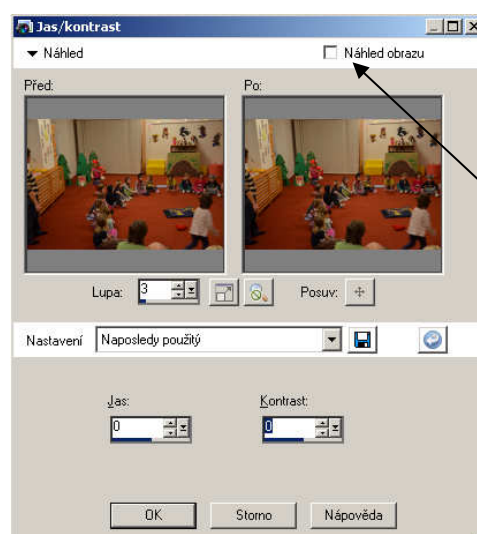 Jas/kontrast
Náhled
Náhled obrazu
Před:
Po:
Lupa: 3
Posuv:
Nastavení Naposledy použitý
Jas:
Kontrast:
0
0
OK Storno Nápověda